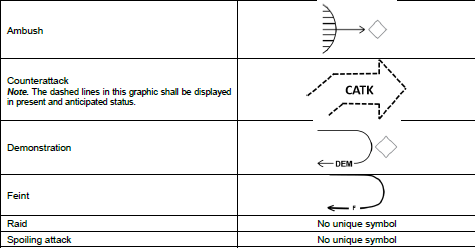 Ambush
Counterattack
Note. The dashed lines in this graphic shall be displayed
in present and anticipated status.
CATK
Demonstration
DEM
Feint
F
Raid No unique symbol
Spoiling attack No unique symbol